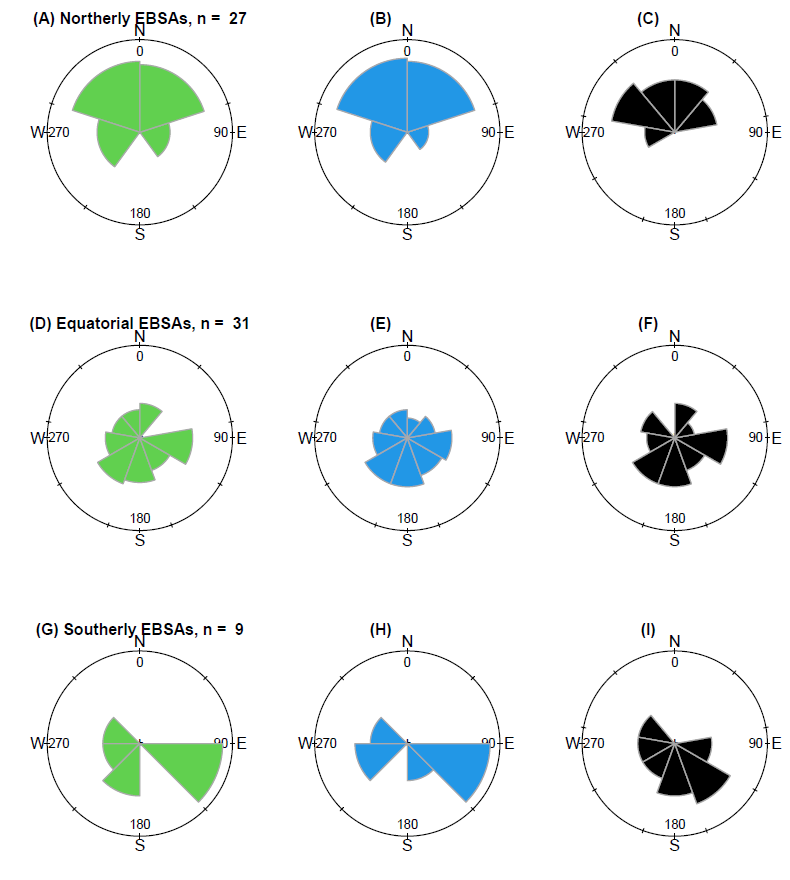 (A) Northerly EBSAs, n = 27
(B)
(C)
N
N
N
0
0
0
W 270
90 E
W 270
90 E
W 270
90 E
180
180
180
S
S
S
(D) Equatorial EBSAs, n = 31
(E)
(F)
N
N
N
0
0
0
W 270
90 E
W 270
90 E
W 270
90 E
180
180
180
S
S
S
(G) Southerly EBSAs, n = 9
(H)
(I)
N
N
N
0
0
0
W 270
90 E
W 270
90 E
W 270
90 E
180
180
180
S
S
S